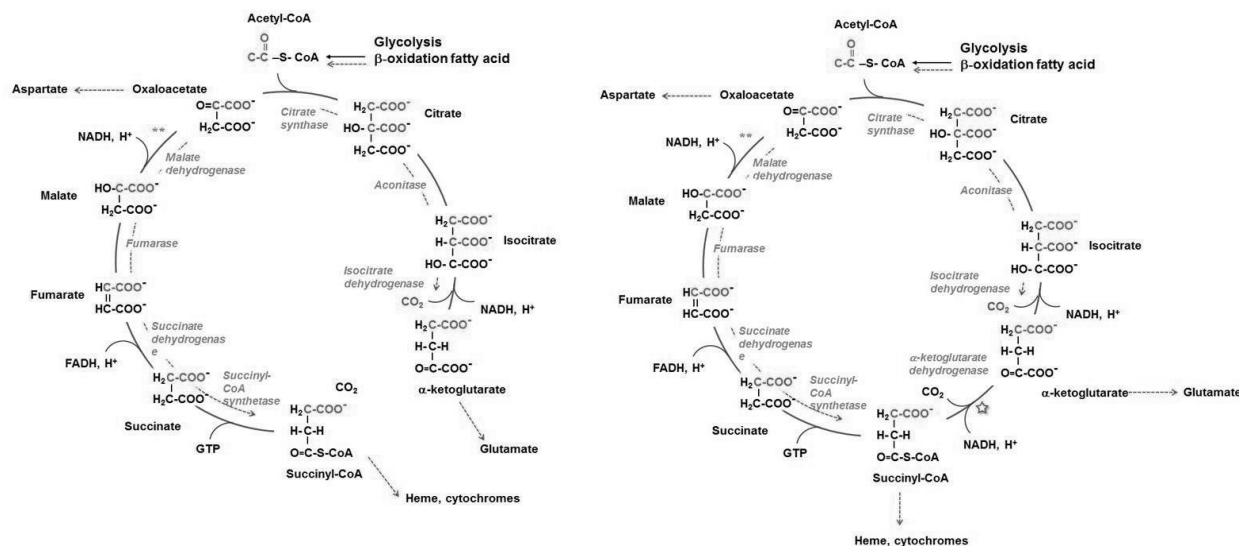 Acetyl-CoA
O
C-C –S- CoA
Glycolysis
β-oxidation fatty acid
Aspartate
Oxaloacetate
O=C-COO⁻
H₂C-COO⁻
Citrate
synthase
H₂C-COO⁻
HO-C-COO⁻
H₂C-COO⁻
Citrate
NADH, H⁺
**
Malate
dehydrogenase
Aconitase
Malate
HO-C-COO⁻
H₂C-COO⁻
Fumarase
H₂C-COO⁻
H-C-COO⁻
HO-C-COO⁻
Isocitrate
Isocitrate
dehydrogenase
CO₂
NADH, H⁺
Fumarate
HC-COO⁻
HC-COO⁻
Succinate
dehydrogenas
e
FADH, H⁺
H₂C-COO⁻
H-C-H
O=C-COO⁻
α-ketoglutarate
Succinyl-
CoA
synthetase
H₂C-COO⁻
H₂C-COO⁻
Succinate
CO₂
GTP
H₂C-COO⁻
H-C-H
O=C-S-CoA
Succinyl-CoA
Glutamate
Heme, cytochromes
Acetyl-CoA
O
C-C –S- CoA
Glycolysis
β-oxidation fatty acid
Aspartate
Oxaloacetate
O=C-COO⁻
H₂C-COO⁻
Citrate
synthase
H₂C-COO⁻
HO-C-COO⁻
H₂C-COO⁻
Citrate
NADH, H⁺
**
Malate
dehydrogenase
Aconitase
Malate
HO-C-COO⁻
H₂C-COO⁻
Fumarase
H₂C-COO⁻
H-C-COO⁻
HO-C-COO⁻
Isocitrate
Isocitrate
dehydrogenase
CO₂
NADH, H⁺
Fumarate
HC-COO⁻
HC-COO⁻
Succinate
dehydrogenas
e
FADH, H⁺
H₂C-COO⁻
H-C-H
O=C-COO⁻
α-ketoglutarate
dehydrogenase
α-ketoglutarate
Glutamate
Succinyl-
CoA
synthetase
H₂C-COO⁻
H₂C-COO⁻
Succinate
CO₂
NADH, H⁺
GTP
H₂C-COO⁻
H-C-H
O=C-S-CoA
Succinyl-CoA
Heme, cytochromes